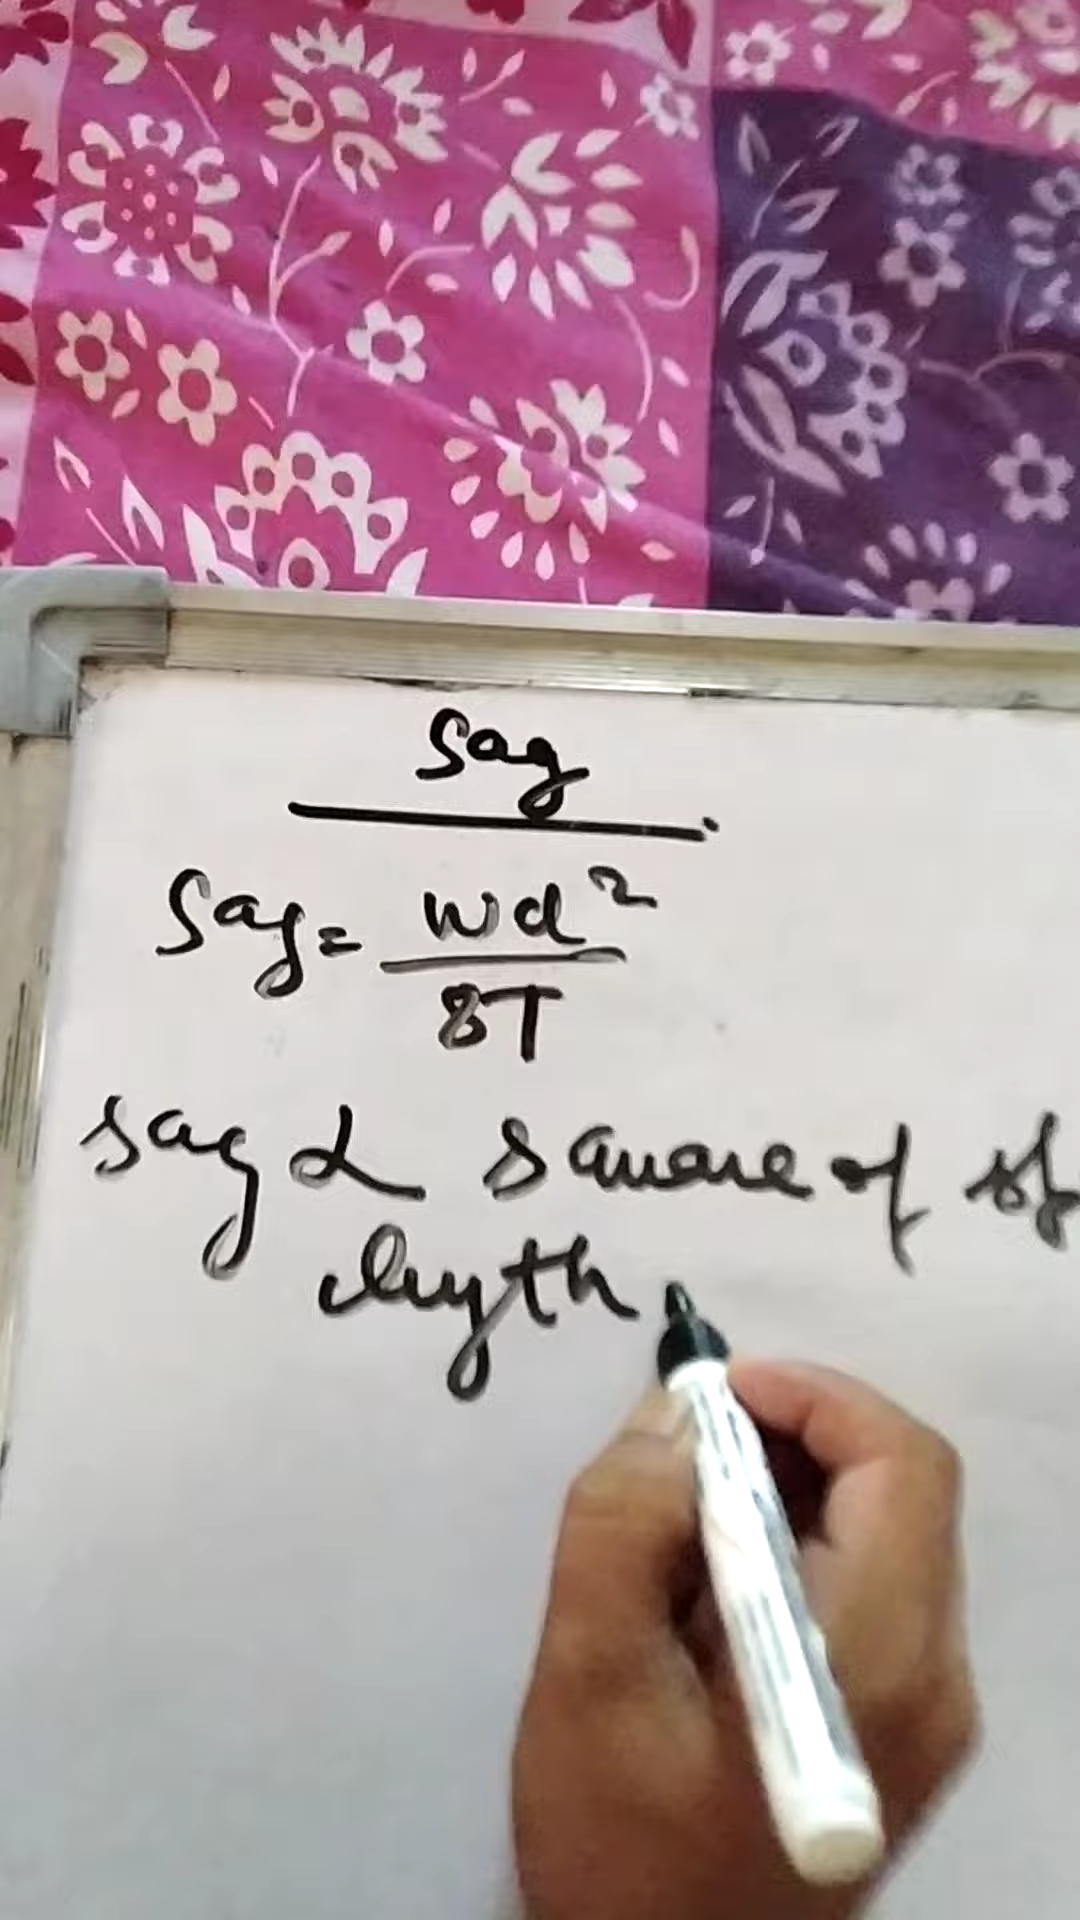 Sag
Sag = wd²
8T
sag ∝ square of
length